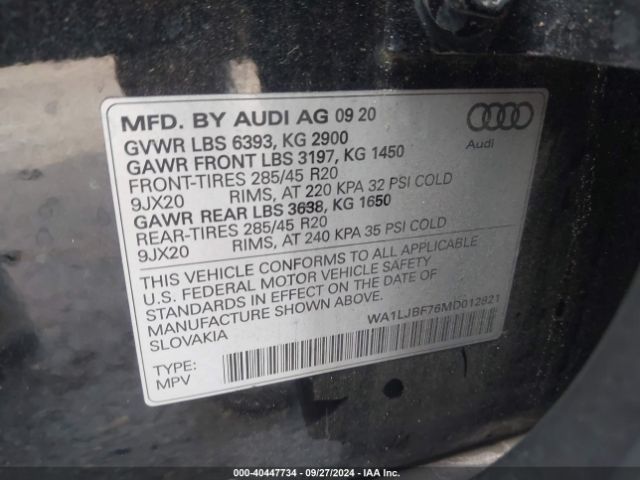 MFD. BY AUDI AG 09 20
GVWR LBS 6393, KG 2900
GAWR FRONT LBS 3197, KG 1450
FRONT-TIRES 285/45 R20
9JX20 RIMS, AT 220 KPA 32 PSI COLD
GAWR REAR LBS 3638, KG 1650
REAR-TIRES 285/45 R20
9JX20 RIMS, AT 240 KPA 35 PSI COLD
Audi
THIS VEHICLE CONFORMS TO ALL APPLICABLE
U.S. FEDERAL MOTOR VEHICLE SAFETY
STANDARDS IN EFFECT ON THE DATE OF
MANUFACTURE SHOWN ABOVE.
SLOVAKIA
WA1LJBF76MD012821
TYPE:
MPV
000-40447734 - 09/27/2024 - IAA Inc.